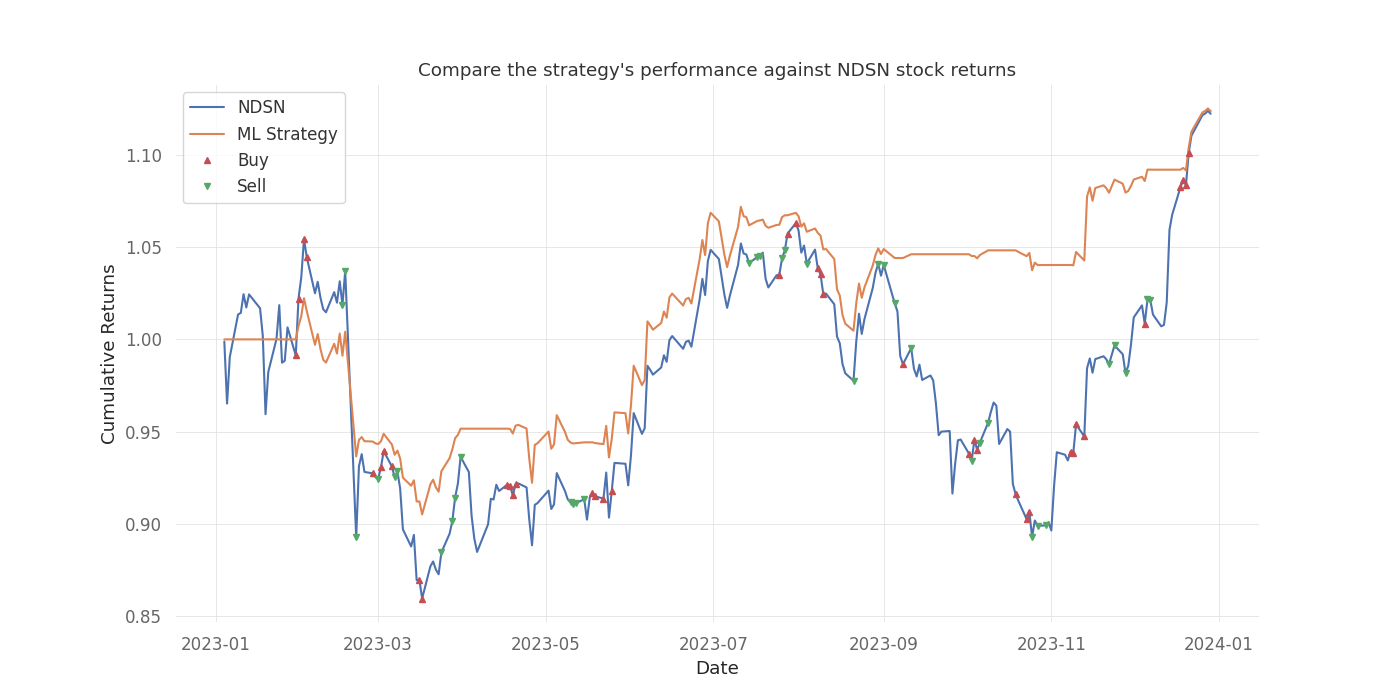 Compare the strategy's performance against NDSN stock returns
NDSN
ML Strategy
Buy
Sell
Cumulative Returns
1.10
1.05
1.00
0.95
0.90
0.85
2023-01
2023-03
2023-05
2023-07
2023-09
2023-11
2024-01
Date